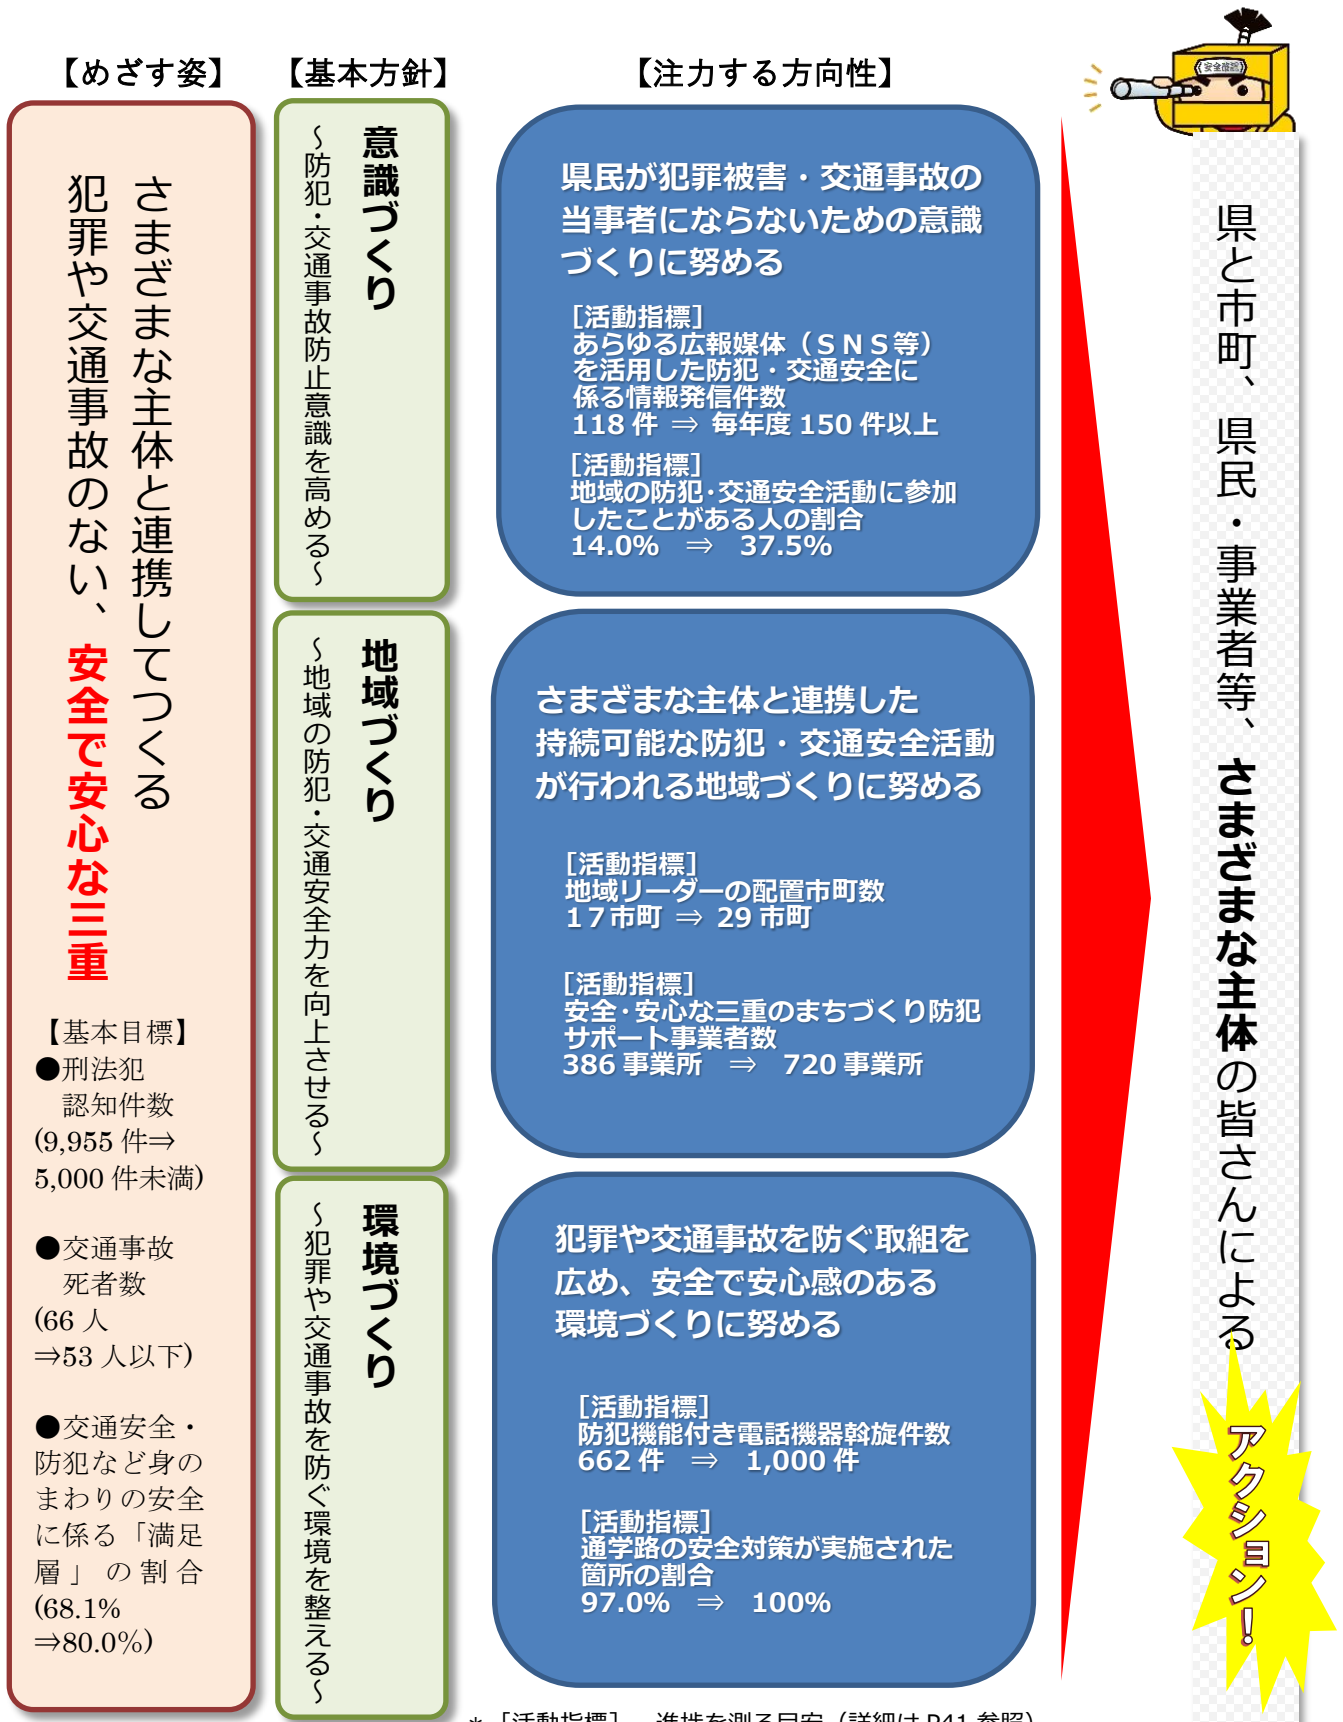 【めざす姿】
さまざまな主体と連携してつくる
犯罪や交通事故のない、安全で安心な三重
【基本目標】
●刑法犯
認知件数
(9,955 件⇒
5,000 件未満)
●交通事故
死者数
(66 人
⇒53 人以下)
●交通安全・
防犯など身の
まわりの安全
に係る「満足
層」の割合
(68.1%
⇒80.0%)
【基本方針】
意識づくり
～防犯・交通事故防止意識を高める～
地域づくり
～地域の防犯・交通安全力を向上させる～
環境づくり
～犯罪や交通事故を防ぐ環境を整える～
【注力する方向性】
県民が犯罪被害・交通事故の
当事者にならないための意識
づくりに努める
［活動指標］
あらゆる広報媒体（ＳＮＳ等）
を活用した防犯・交通安全に
係る情報発信件数
118 件 ⇒ 毎年度 150 件以上
［活動指標］
地域の防犯･交通安全活動に参加
したことがある人の割合
14.0%　⇒　37.5%
さまざまな主体と連携した
持続可能な防犯・交通安全活動
が行われる地域づくりに努める
［活動指標］
地域リーダーの配置市町数
１７市町 ⇒ 29 市町
［活動指標］
安全･安心な三重のまちづくり防犯
サポート事業者数
386 事業所　⇒　720 事業所
犯罪や交通事故を防ぐ取組を
広め、安全で安心感のある
環境づくりに努める
［活動指標］
防犯機能付き電話機器斡旋件数
662 件　⇒　1,000 件
［活動指標］
通学路の安全対策が実施された
箇所の割合
97.0%　⇒　100%
＊［活動指標］　進捗を測る目安（詳細は P41 参照）
安全確認
県と市町、県民・事業者等、さまざまな主体の皆さんによる
アクション！